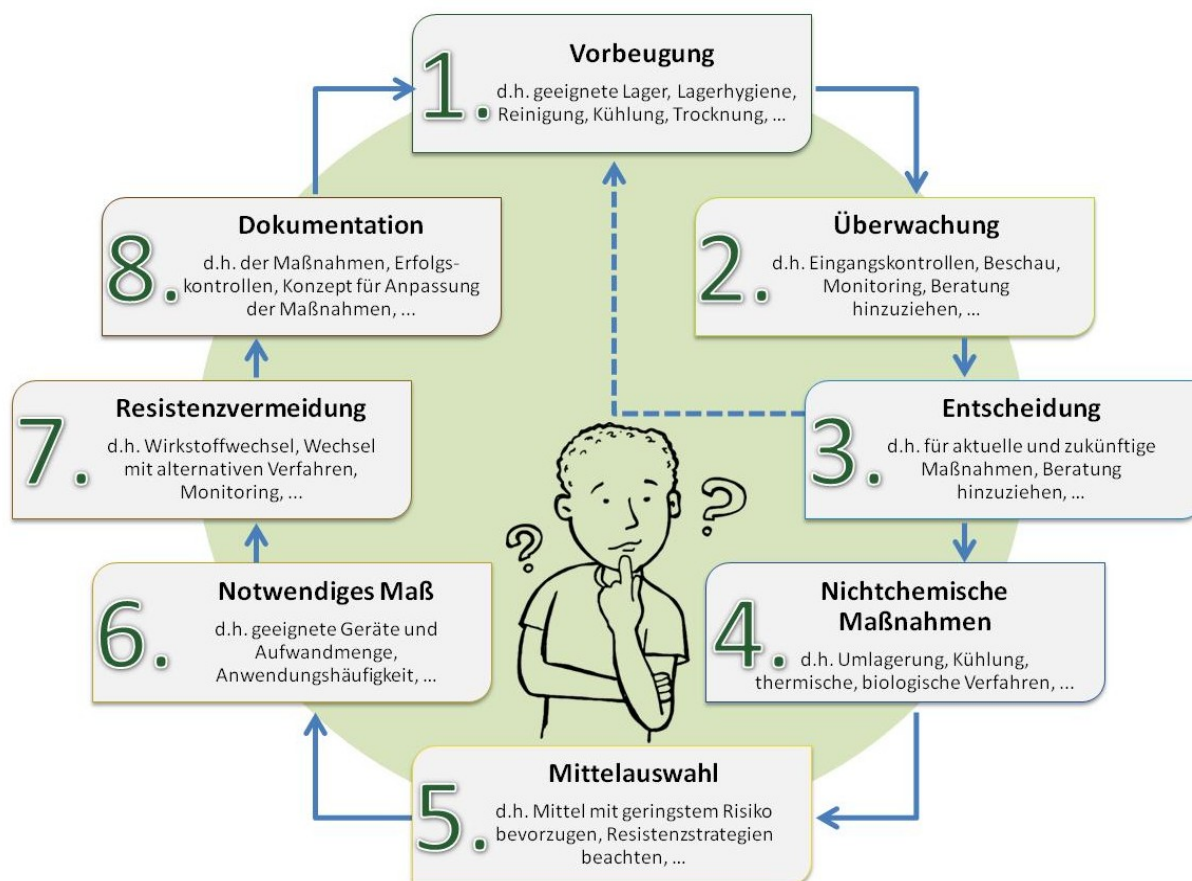 1.
Vorbeugung
d.h. geeignete Lager, Lagerhygiene,
Reinigung, Kühlung, Trocknung, ...
2.
Überwachung
d.h. Eingangskontrollen, Beschau,
Monitoring, Beratung
hinzuziehen, ...
3.
Entscheidung
d.h. für aktuelle und zukünftige
Maßnahmen, Beratung
hinzuziehen, ...
4.
Nichtchemische
Maßnahmen
d.h. Umlagerung, Kühlung,
thermische, biologische Verfahren, ...
5.
Mittelauswahl
d.h. Mittel mit geringstem Risiko
bevorzugen, Resistenzstrategien
beachten, ...
6.
Notwendiges Maß
d.h. geeignete Geräte und
Aufwandmenge,
Anwendungshäufigkeit, ...
7.
Resistenzvermeidung
d.h. Wirkstoffwechsel, Wechsel
mit alternativen Verfahren,
Monitoring, ...
8.
Dokumentation
d.h. der Maßnahmen, Erfolgs-
kontrollen, Konzept für Anpassung
der Maßnahmen, ...
?
?